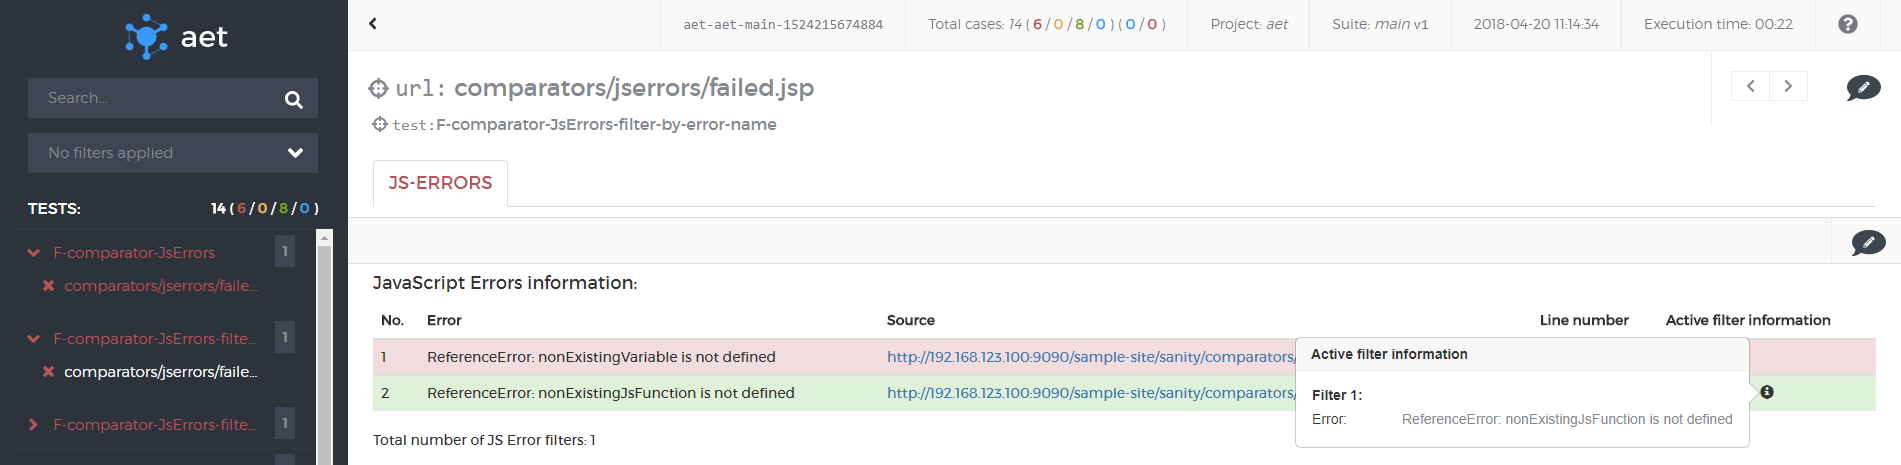 aet
Search...
No filters applied
TESTS: 14 ( 6 / 0 / 8 / 0 )
F-comparator-JsErrors 1
comparators/jserrors/faile...
F-comparator-JsErrors-filte... 1
comparators/jserrors/faile...
F-comparator-JsErrors-filte... 1
aet-aet-main-1524215674884 Total cases: 14 ( 6 / 0 / 8 / 0 ) ( 0 / 0 ) Project: aet Suite: main v1 2018-04-20 11:14:34 Execution time: 00:22 ?
url: comparators/jserrors/failed.jsp
test:F-comparator-JsErrors-filter-by-error-name
JS-ERRORS
JavaScript Errors information:
No. Error Source Line number Active filter information
1 ReferenceError: nonExistingVariable is not defined http://192.168.123.100:9090/sample-site/sanity/comparators/
2 ReferenceError: nonExistingJsFunction is not defined http://192.168.123.100:9090/sample-site/sanity/comparators/
Active filter information
Filter 1:
Error: ReferenceError: nonExistingJsFunction is not defined
Total number of JS Error filters: 1